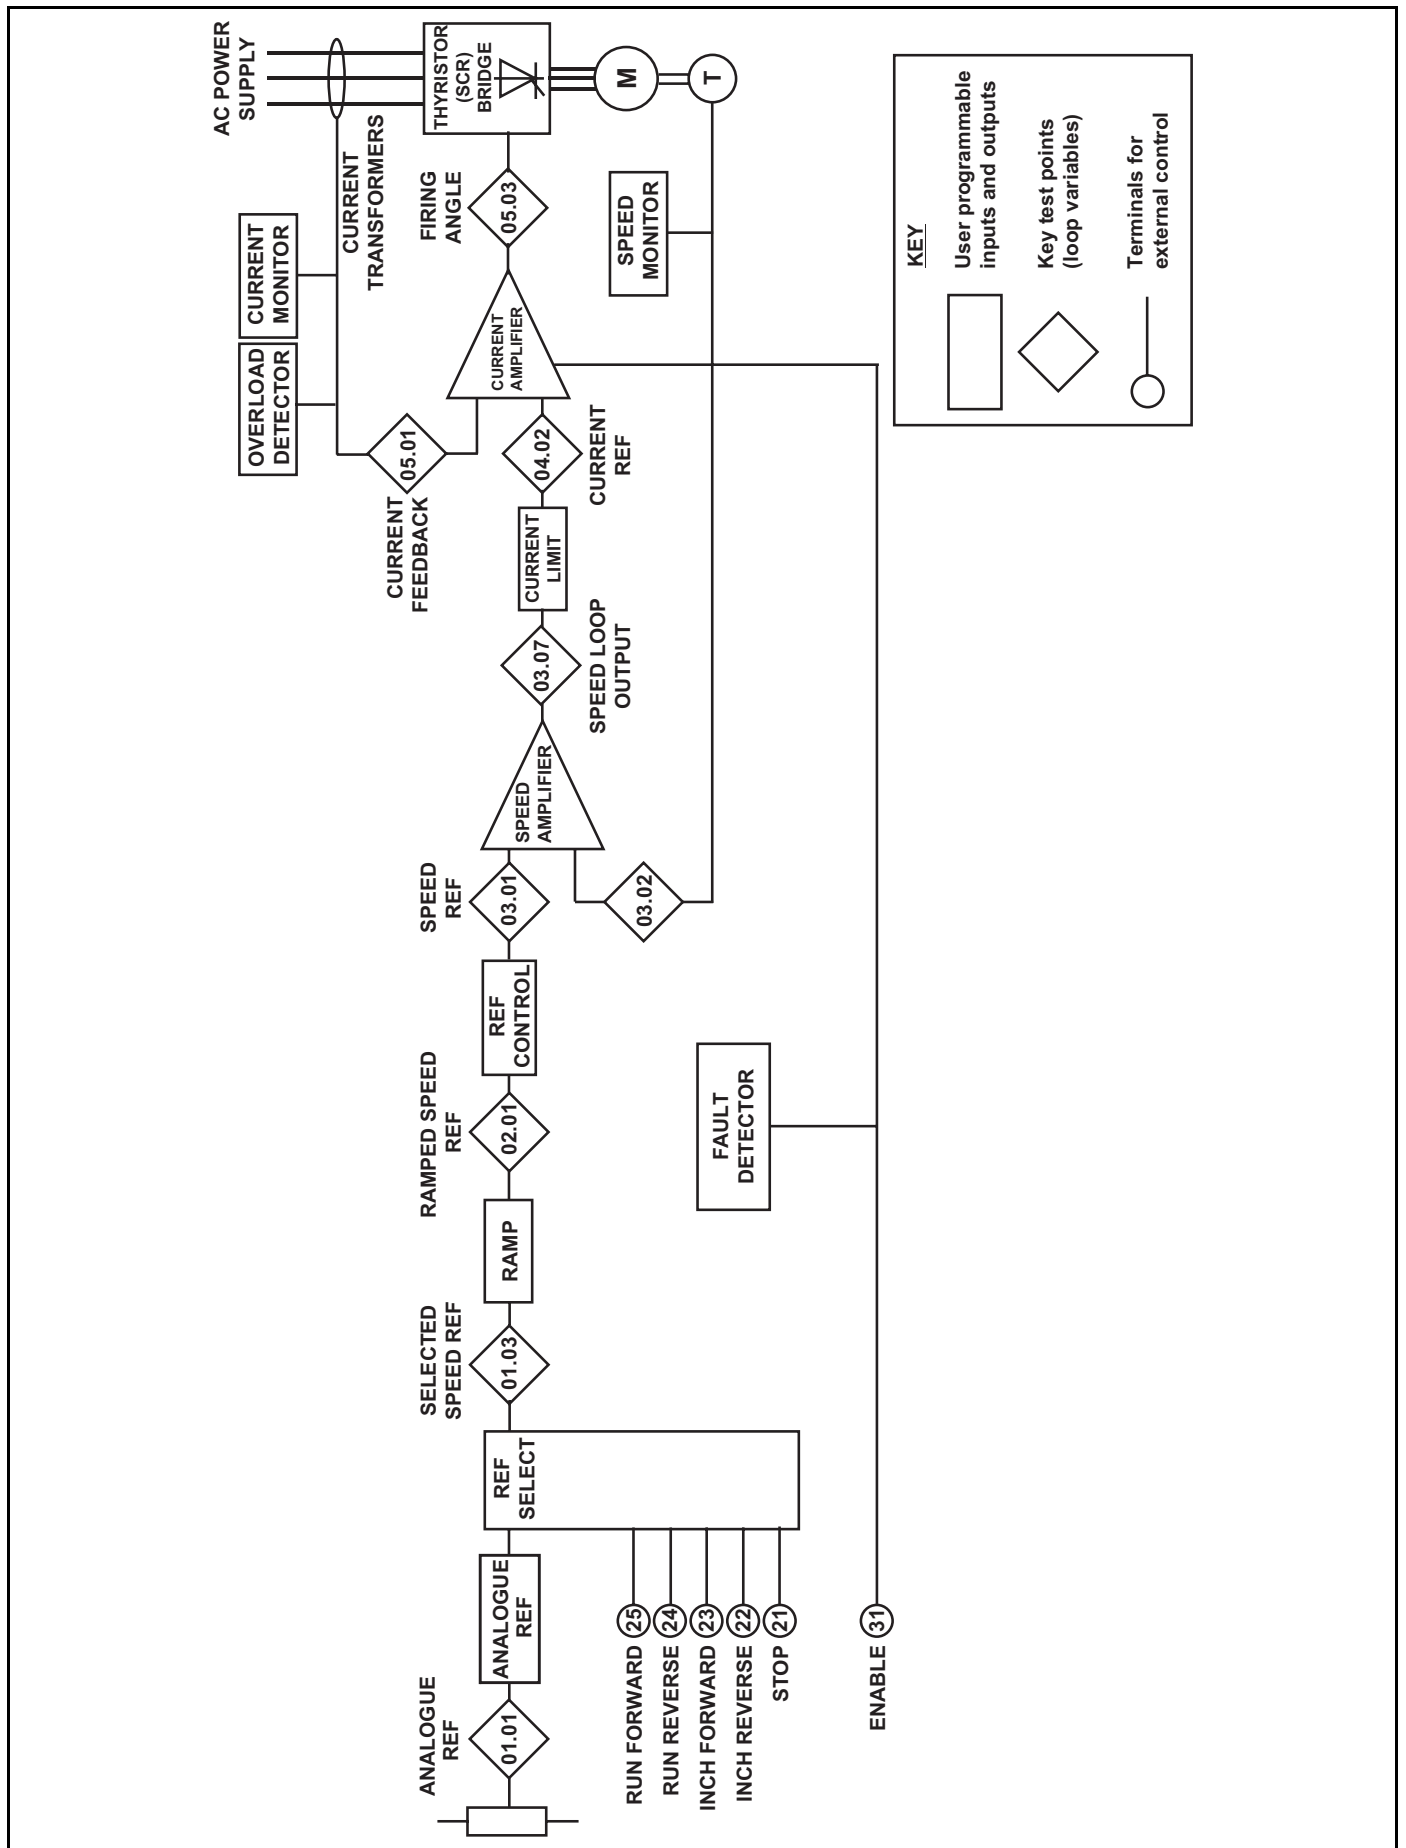 ANALOGUE
REF
01.01
ANALOGUE
REF
RUN FORWARD
25
RUN REVERSE
24
INCH FORWARD
23
INCH REVERSE
22
STOP
21
ENABLE
31
REF
SELECT
SELECTED
SPEED REF
01.03
RAMP
RAMPED SPEED
REF
02.01
REF
CONTROL
FAULT
DETECTOR
SPEED
REF
03.01
03.02
SPEED
AMPLIFIER
03.07
SPEED LOOP
OUTPUT
CURRENT
LIMIT
04.02
CURRENT
REF
CURRENT
FEEDBACK
05.01
OVERLOAD
DETECTOR
CURRENT
MONITOR
CURRENT
TRANSFORMERS
CURRENT
AMPLIFIER
FIRING
ANGLE
05.03
SPEED
MONITOR
AC POWER
SUPPLY
THYRISTOR
(SCR)
BRIDGE
M
T
KEY
User programmable
inputs and outputs
Key test points
(loop variables)
Terminals for
external control